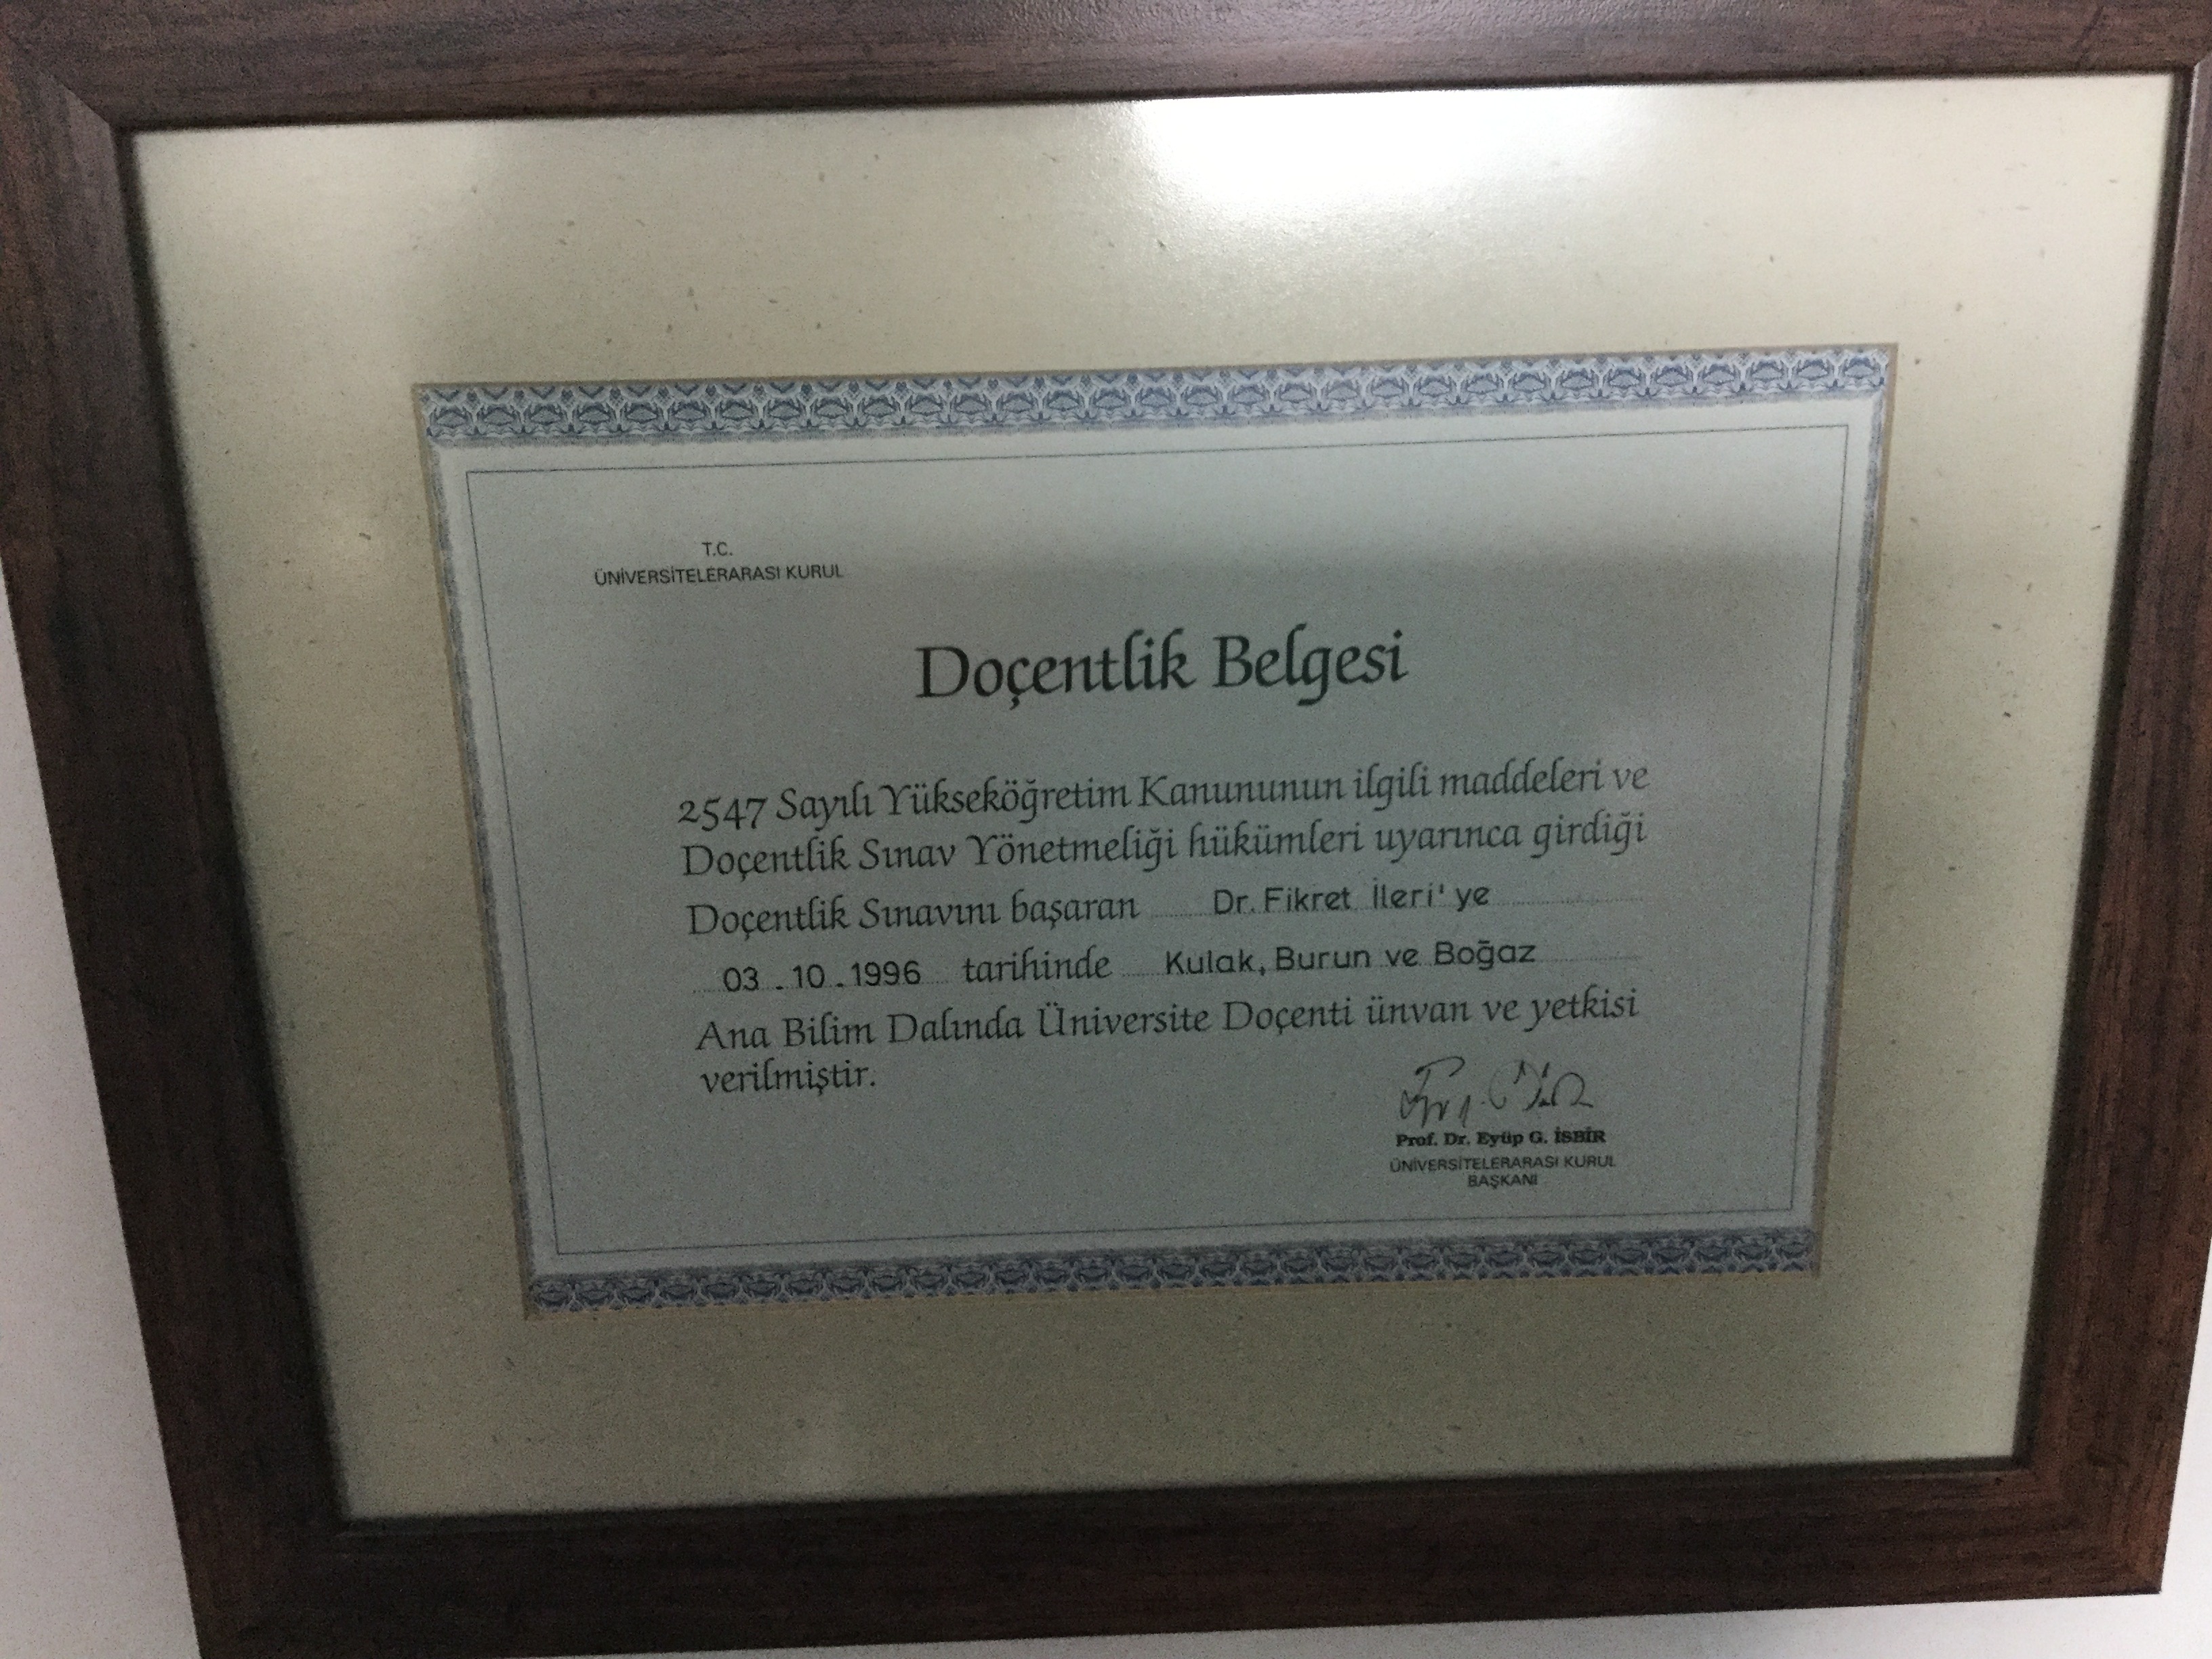 T.C.
ÜNİVERSİTELERARASI KURUL
Doçentlik Belgesi
2547 Sayılı Yükseköğretim Kanununun ilgili maddeleri ve
Doçentlik Sınav Yönetmeliği hükümleri uyarınca girdiği
Doçentlik Sınavını başaran Dr. Fikret İleri' ye
03 . 10 . 1996 tarihinde Kulak, Burun ve Boğaz
Ana Bilim Dalında Üniversite Doçenti ünvan ve yetkisi
verilmiştir.
Prof. Dr. Eyüp G. İSBİR
ÜNİVERSİTELERARASI KURUL
BAŞKANI